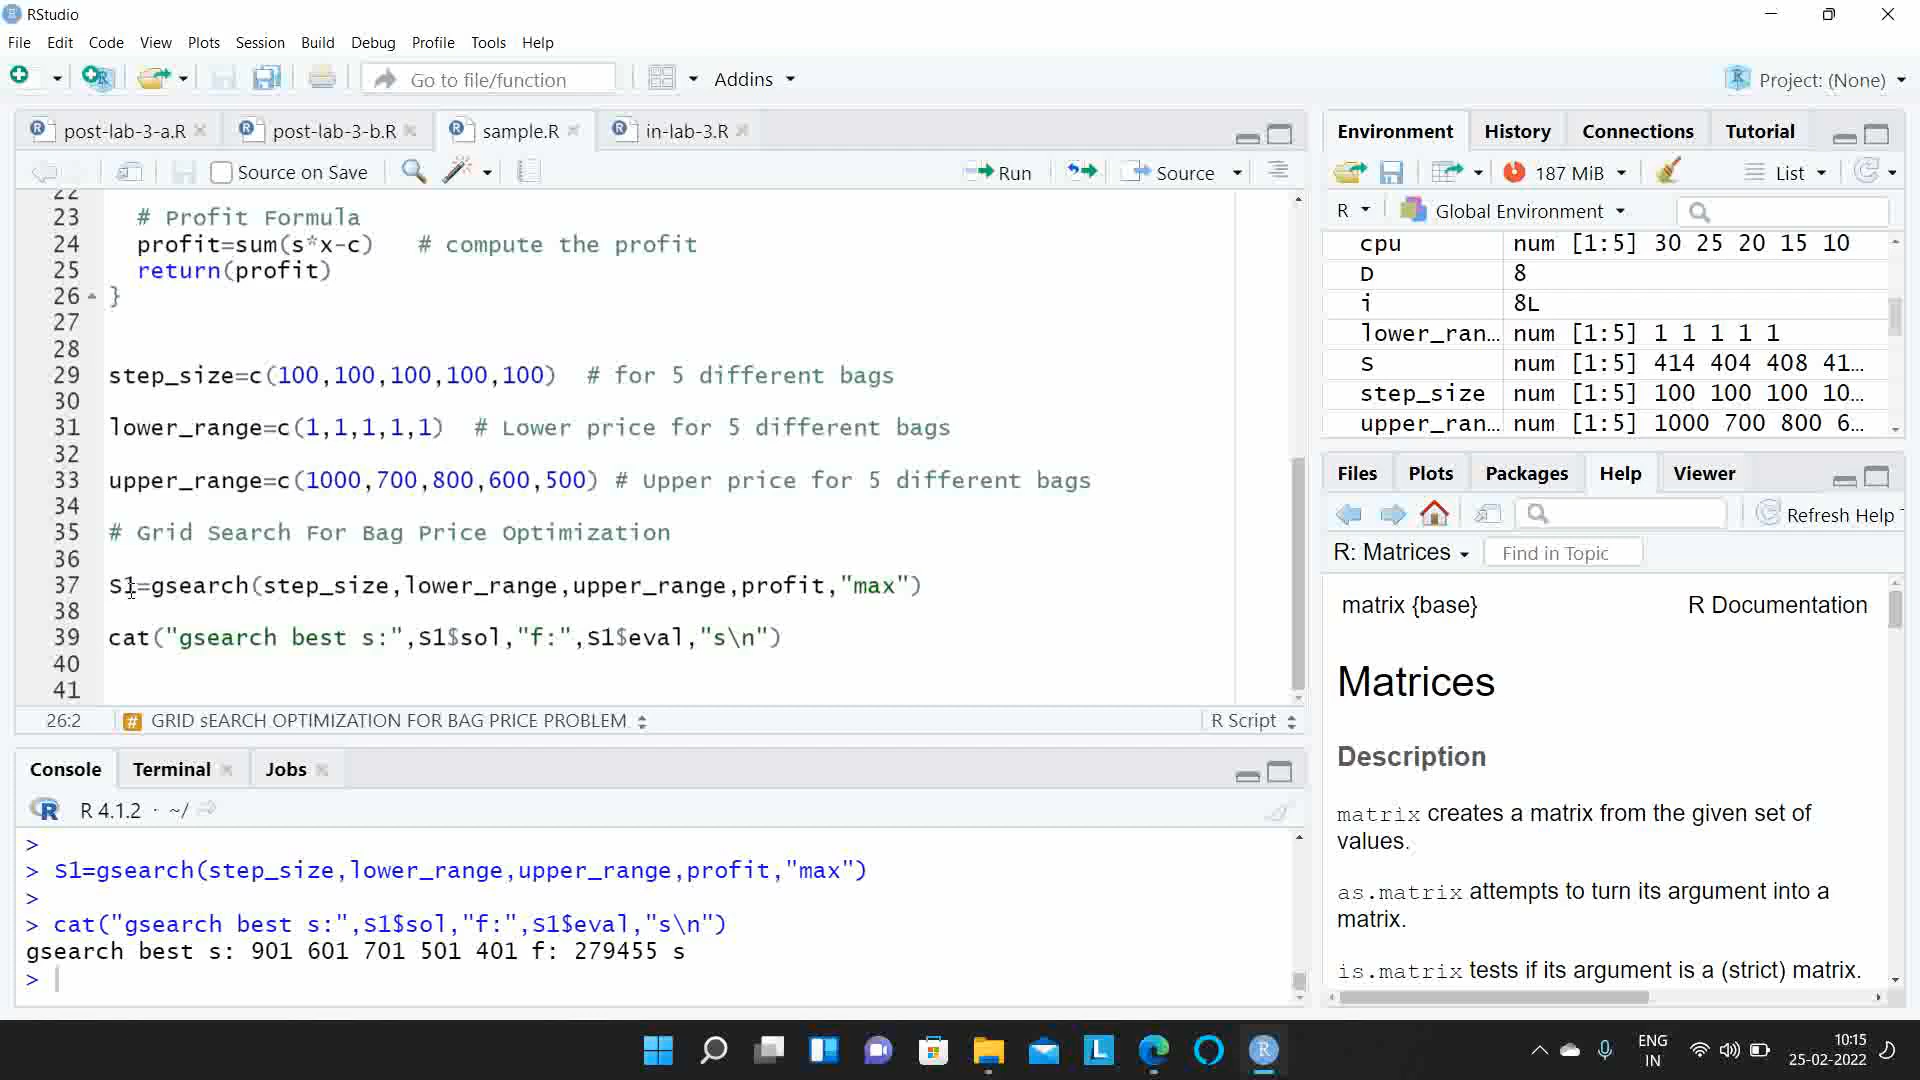 RStudio
File Edit Code View Plots Session Build Debug Profile Tools Help
Go to file/function Addins Project: (None)
post-lab-3-a.R post-lab-3-b.R sample.R in-lab-3.R
Source on Save Run Source
22
23 # Profit Formula
24 profit=sum(s*x-c) # compute the profit
25 return(profit)
26 }
27
28
29 step_size=c(100,100,100,100,100) # for 5 different bags
30
31 lower_range=c(1,1,1,1,1) # Lower price for 5 different bags
32
33 upper_range=c(1000,700,800,600,500) # Upper price for 5 different bags
34
35 # Grid Search For Bag Price Optimization
36
37 S1=gsearch(step_size,lower_range,upper_range,profit,"max")
38
39 cat("gsearch best s:",S1$sol,"f:",S1$eval,"s\n")
40
41
26:2 # GRID sEARCH OPTIMIZATION FOR BAG PRICE PROBLEM R Script
Console Terminal Jobs
R R 4.1.2 · ~/
>
> S1=gsearch(step_size,lower_range,upper_range,profit,"max")
>
> cat("gsearch best s:",S1$sol,"f:",S1$eval,"s\n")
gsearch best s: 901 601 701 501 401 f: 279455 s
>
Environment History Connections Tutorial
187 MiB List
R Global Environment
cpu num [1:5] 30 25 20 15 10
D 8
i 8L
lower_ran... num [1:5] 1 1 1 1 1
S num [1:5] 414 404 408 41...
step_size num [1:5] 100 100 100 10...
upper_ran... num [1:5] 1000 700 800 6...
Files Plots Packages Help Viewer
Refresh Help
R: Matrices Find in Topic
matrix {base} R Documentation
Matrices
Description
matrix creates a matrix from the given set of
values.
as.matrix attempts to turn its argument into a
matrix.
is.matrix tests if its argument is a (strict) matrix.
L R
ENG
IN
10:15
25-02-2022